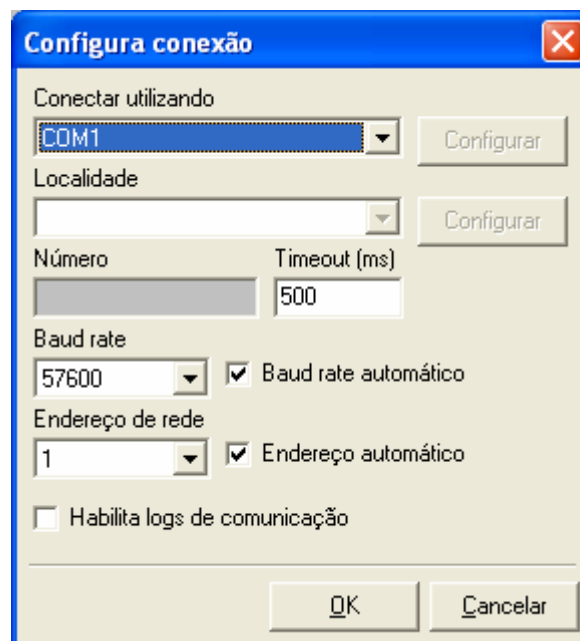 Configura conexão
Conectar utilizando
COM1 Configurar
Localidade
Configurar
Número Timeout (ms)
500
Baud rate
57600 Baud rate automático
Endereço de rede
1 Endereço automático
Habilita logs de comunicação
OK Cancelar